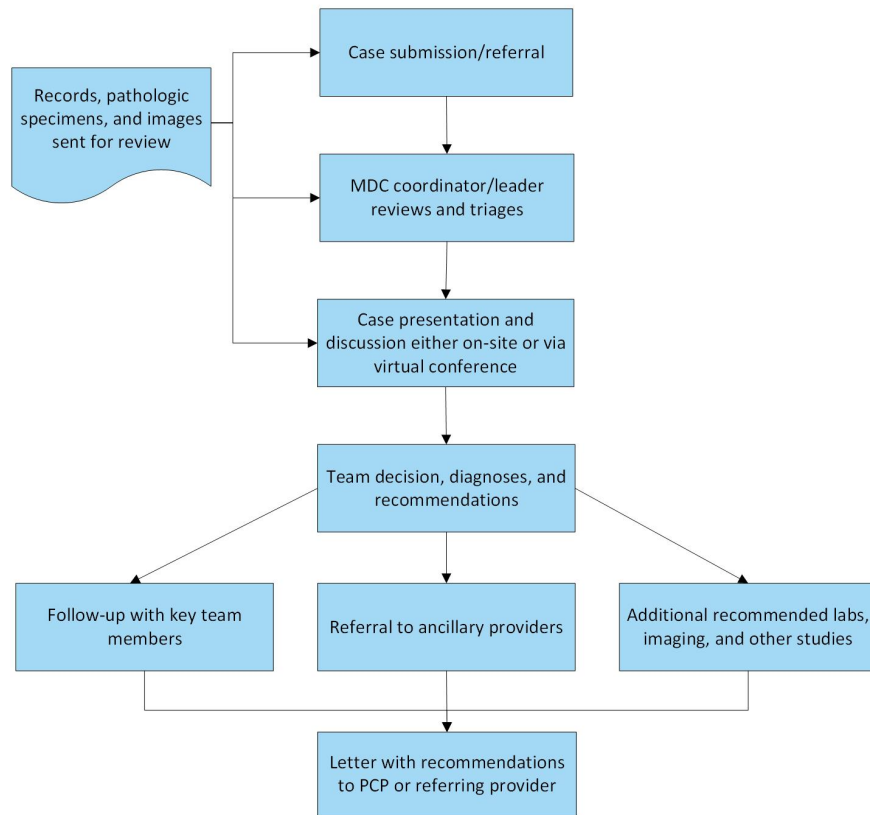 Case submission/referral
Records, pathologic
specimens, and images
sent for review
MDC coordinator/leader
reviews and triages
Case presentation and
discussion either on-site or via
virtual conference
Team decision, diagnoses, and
recommendations
Follow-up with key team
members
Referral to ancillary providers
Additional recommended labs,
imaging, and other studies
Letter with recommendations
to PCP or referring provider